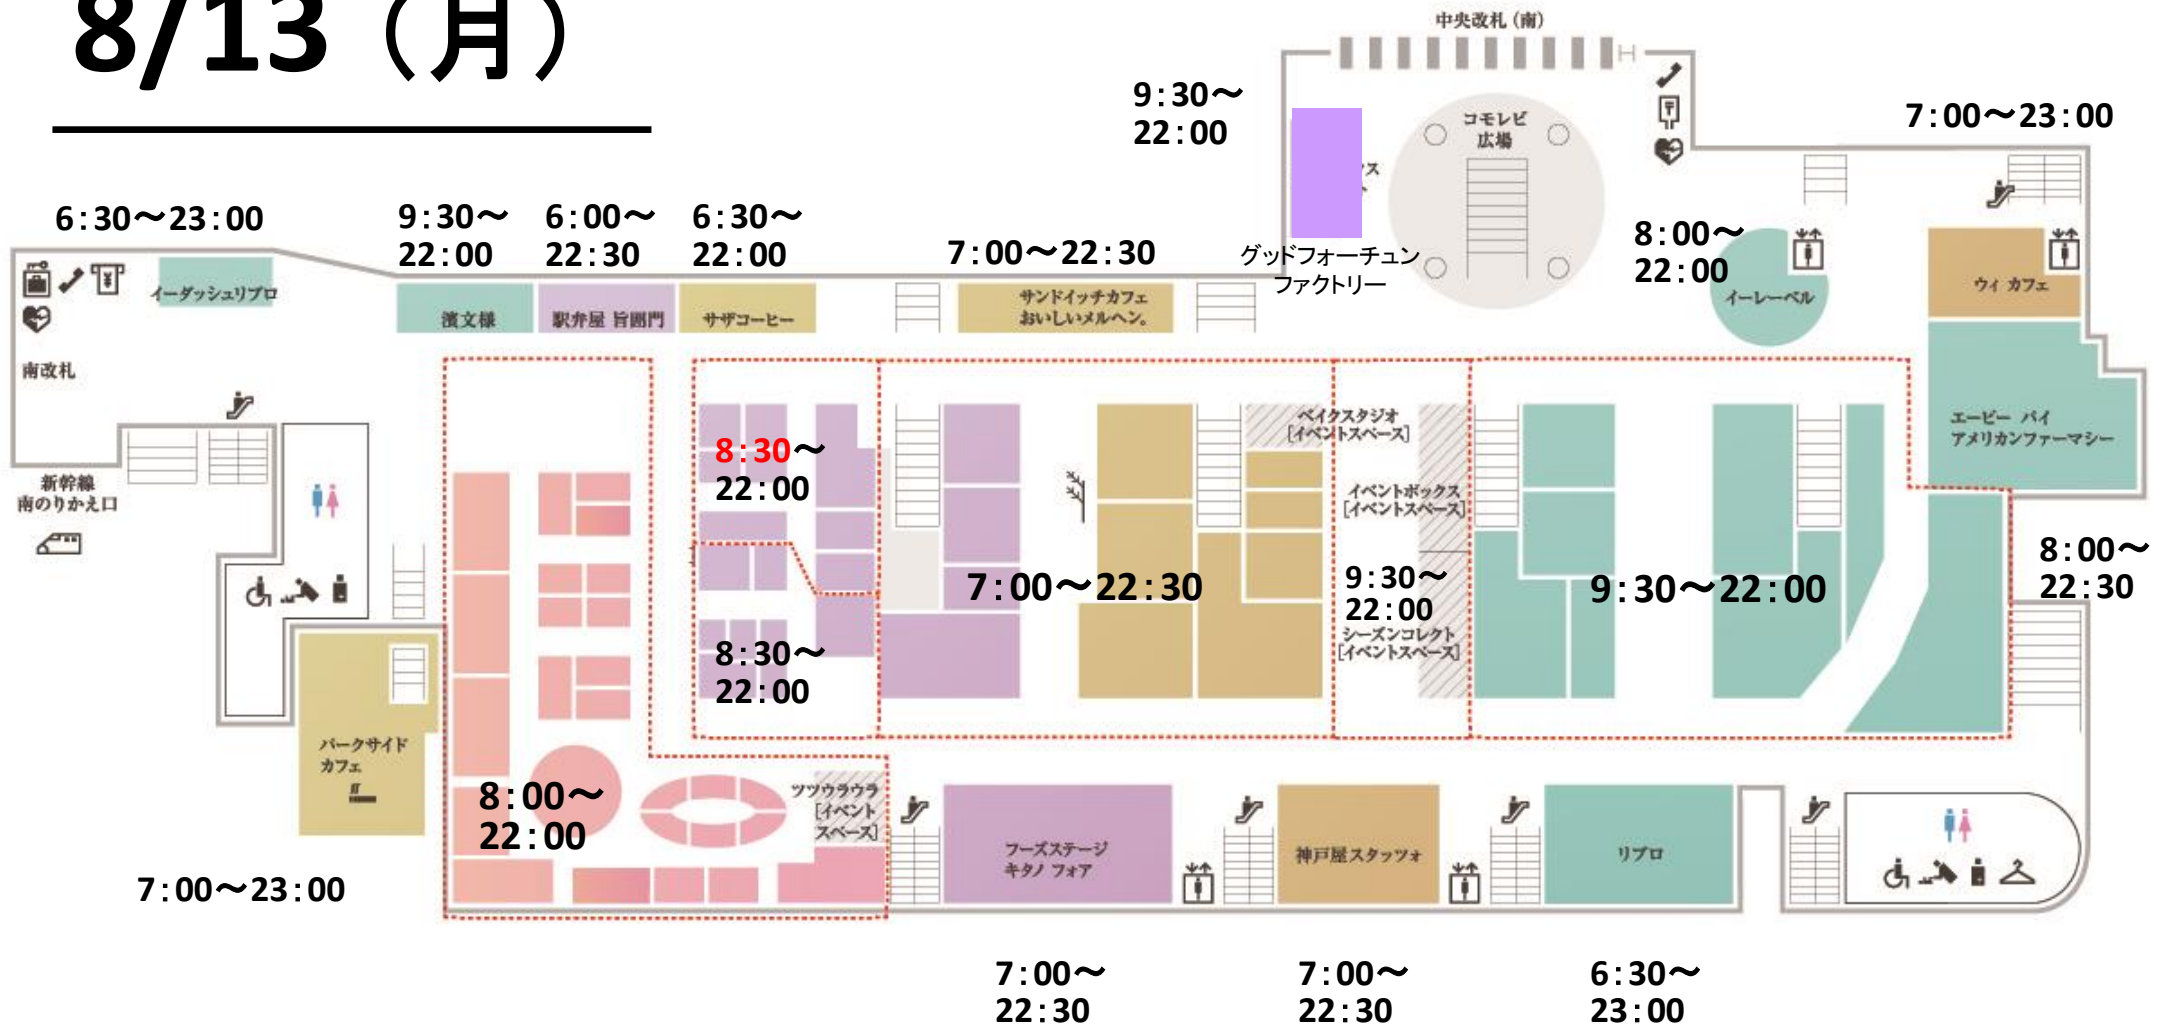 8/13（月）
中央改札（南）
9:30～
22:00
コモレビ
広場
7:00～23:00
6:30～23:00
9:30～
22:00
6:00～
22:30
6:30～
22:00
7:00～22:30
グッドフォーチュン
ファクトリー
8:00～
22:00
イーダッシュリブロ
濱文様
駅弁屋 旨囲門
サザコーヒー
サンドイッチカフェ
おいしいメルヘン。
イーレーベル
ウィ カフェ
南改札
新幹線
南のりかえ口
8:30～
22:00
ベイクスタジオ
[イベントスペース]
イベントボックス
[イベントスペース]
エービー バイ
アメリカンファーマシー
7:00～22:30
9:30～
22:00
シーズンコレクト
[イベントスペース]
9:30～22:00
8:00～
22:30
8:30～
22:00
パークサイド
カフェ
8:00～
22:00
ツツウラウラ
[イベント
スペース]
フーズステージ
キタノ フォア
神戸屋スタッツォ
リブロ
7:00～23:00
7:00～
22:30
7:00～
22:30
6:30～
23:00